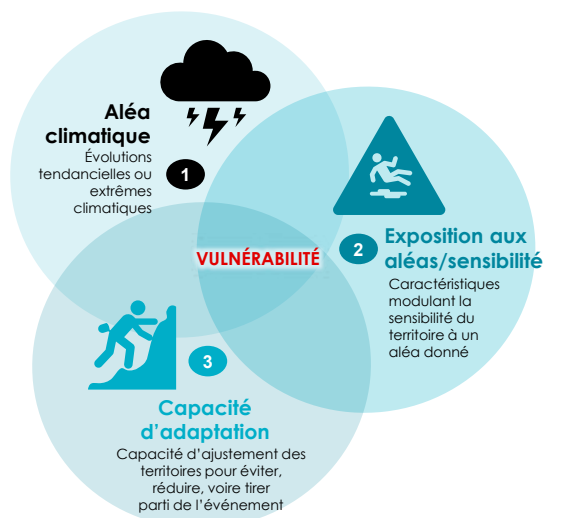 Aléa
climatique
Évolutions
tendancielles ou
extrêmes
climatiques
1
VULNÉRABILITÉ
2
Exposition aux
aléas/sensibilité
Caractéristiques
modulant la
sensibilité du
territoire à un
aléa donné
3
Capacité
d'adaptation
Capacité d'ajustement des
territoires pour éviter,
réduire, voire tirer
parti de l'événement